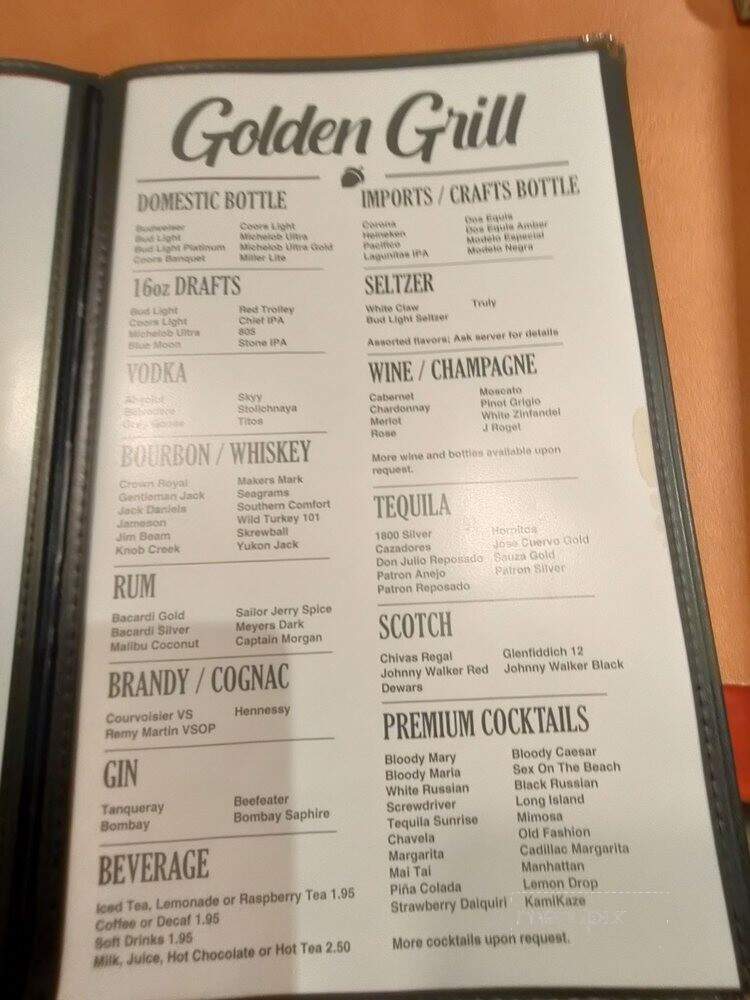 Golden Grill
DOMESTIC BOTTLE
Budweiser Coors Light
Bud Light Michelob Ultra
Bud Light Platinum Michelob Ultra Gold
Coors Banquet Miller Lite
16oz DRAFTS
Bud Light Red Trolley
Coors Light Chief IPA
Michelob Ultra 805
Blue Moon Stone IPA
VODKA
Absolut Skyy
Belvedere Stolichnaya
Grey Goose Titos
BOURBON / WHISKEY
Crown Royal Makers Mark
Gentleman Jack Seagrams
Jack Daniels Southern Comfort
Jameson Wild Turkey 101
Jim Beam Skrewball
Knob Creek Yukon Jack
RUM
Bacardi Gold Sailor Jerry Spice
Bacardi Silver Meyers Dark
Malibu Coconut Captain Morgan
BRANDY / COGNAC
Courvoisier VS Hennessy
Remy Martin VSOP
GIN
Tanqueray Beefeater
Bombay Bombay Saphire
BEVERAGE
Iced Tea, Lemonade or Raspberry Tea 1.95
Coffee or Decaf 1.95
Soft Drinks 1.95
Milk, Juice, Hot Chocolate or Hot Tea 2.50
IMPORTS / CRAFTS BOTTLE
Corona Dos Equis
Heineken Dos Equis Amber
Pacifico Modelo Especial
Lagunitas IPA Modelo Negra
SELTZER
White Claw Truly
Bud Light Seltzer
Assorted flavors; Ask server for details
WINE / CHAMPAGNE
Cabernet Moscato
Chardonnay Pinot Grigio
Merlot White Zinfandel
Rose J Roget
More wine and bottles available upon
request.
TEQUILA
1800 Silver Hornitos
Cazadores Jose Cuervo Gold
Don Julio Reposado Sauza Gold
Patron Anejo Patron Silver
Patron Reposado
SCOTCH
Chivas Regal Glenfiddich 12
Johnny Walker Red Johnny Walker Black
Dewars
PREMIUM COCKTAILS
Bloody Mary Bloody Caesar
Bloody Maria Sex On The Beach
White Russian Black Russian
Screwdriver Long Island
Tequila Sunrise Mimosa
Chavela Old Fashion
Margarita Cadillac Margarita
Mai Tai Manhattan
Piña Colada Lemon Drop
Strawberry Daiquiri KamiKaze
More cocktails upon request.